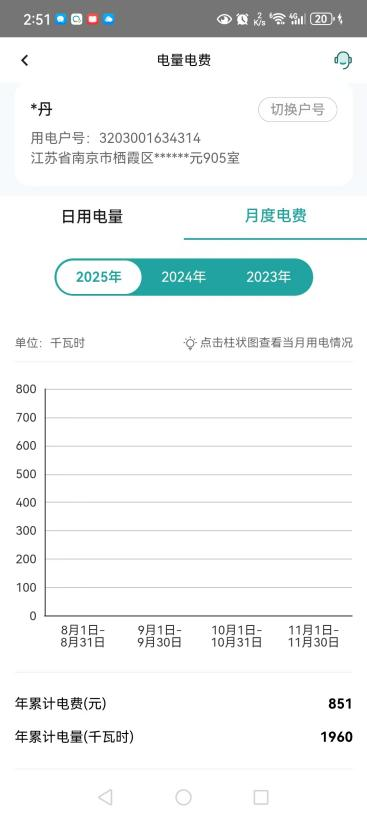 2:51 2 K/s 6 4G 20
电量电费
*丹 切换户号
用电户号：3203001634314
江苏省南京市栖霞区******元905室
日用电量 月度电费
2025年 2024年 2023年
单位：千瓦时 点击柱状图查看当月用电情况
800
700
600
500
400
300
200
100
0
8月1日- 9月1日- 10月1日- 11月1日-
8月31日 9月30日 10月31日 11月30日
年累计电费(元) 851
年累计电量(千瓦时) 1960